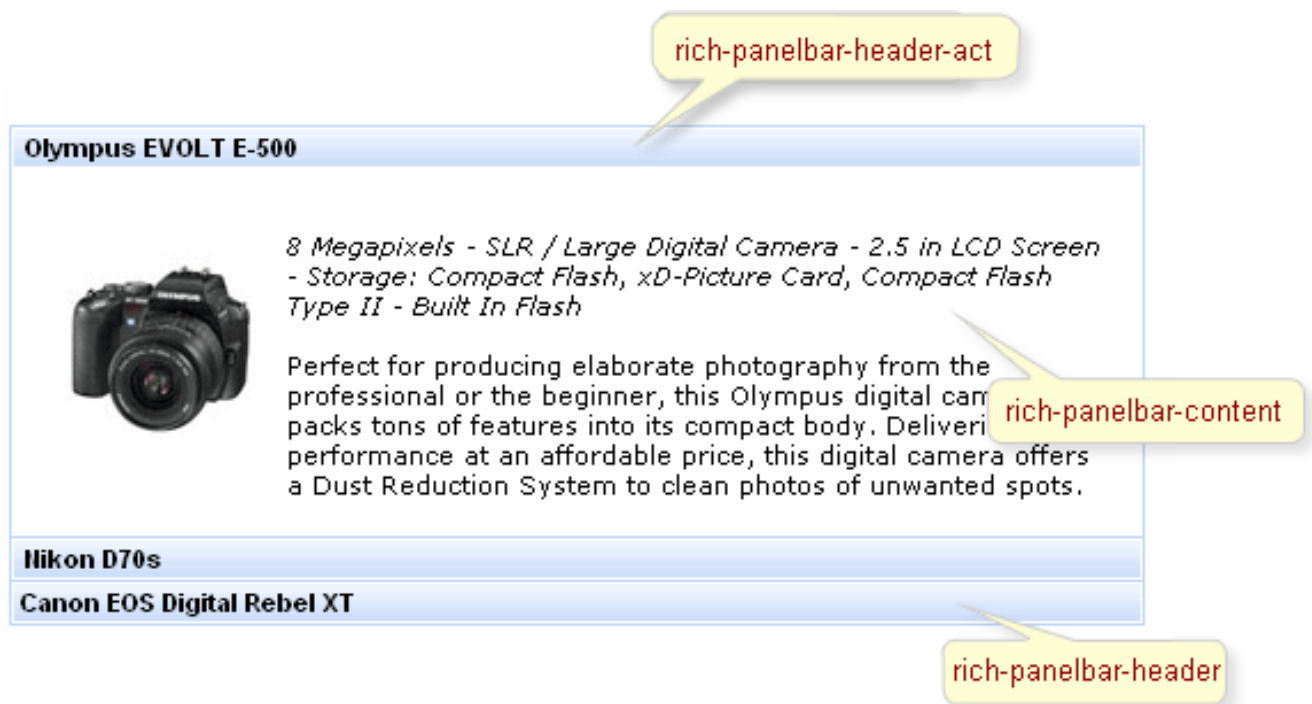 rich-panelbar-header-act
Olympus EVOLT E-500
8 Megapixels - SLR / Large Digital Camera - 2.5 in LCD Screen
- Storage: Compact Flash, xD-Picture Card, Compact Flash
Type II - Built In Flash
Perfect for producing elaborate photography from the
professional or the beginner, this Olympus digital cam
rich-panelbar-content
packs tons of features into its compact body. Deliveri
performance at an affordable price, this digital camera offers
a Dust Reduction System to clean photos of unwanted spots.
Nikon D70s
Canon EOS Digital Rebel XT
rich-panelbar-header